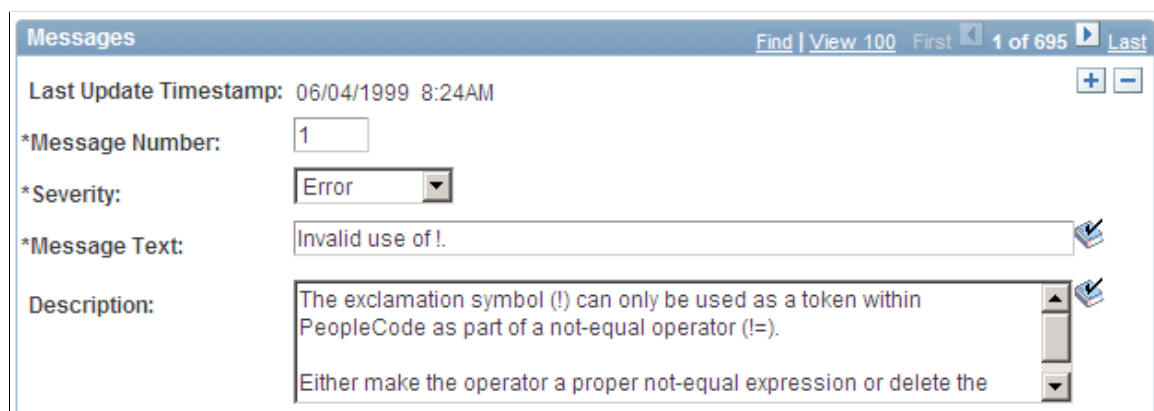 Messages Find | View 100 First 1 of 695 Last
Last Update Timestamp: 06/04/1999 8:24AM
*Message Number: 1
*Severity: Error
*Message Text: Invalid use of !.
Description: The exclamation symbol (!) can only be used as a token within
PeopleCode as part of a not-equal operator (!=).
Either make the operator a proper not-equal expression or delete the